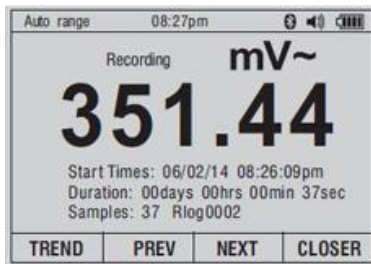 Auto range 08:27pm
Recording mV~
351.44
Start Times: 06/02/14 08:26:09pm
Duration: 00days 00hrs 00min 37sec
Samples: 37 Rlog0002
TREND PREV NEXT CLOSER